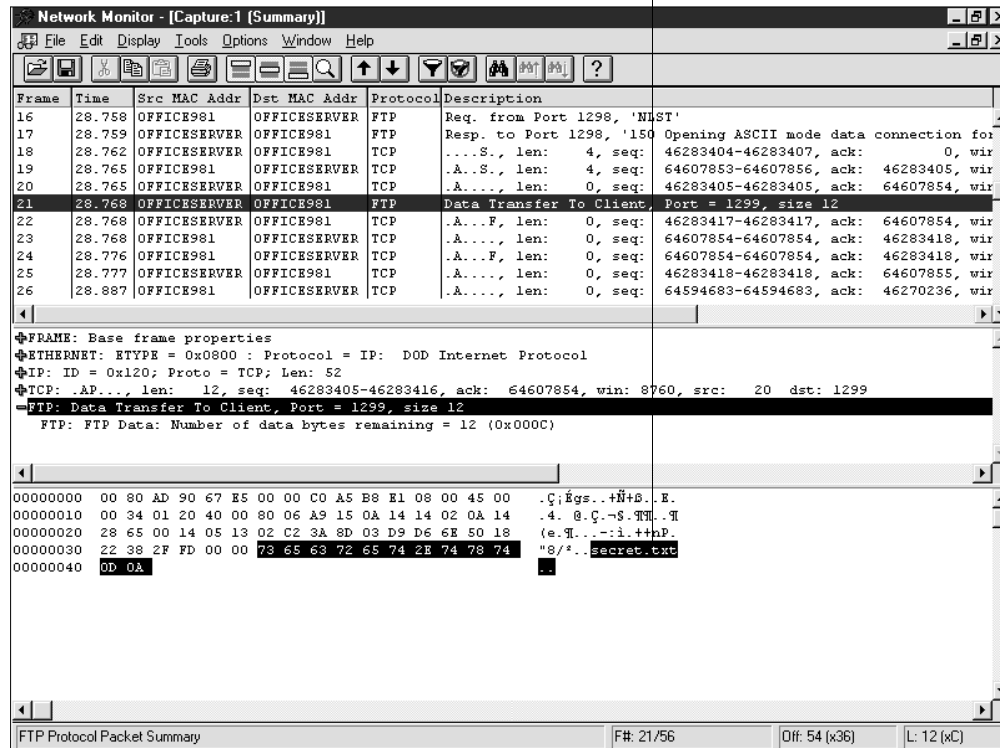 Network Monitor - [Capture:1 (Summary)]
File Edit Display Tools Options Window Help
Frame Time Src MAC Addr Dst MAC Addr Protocol Description
16 28.758 OFFICE981 OFFICESERVER FTP Req. from Port 1298, 'NLST'
17 28.759 OFFICESERVER OFFICE981 FTP Resp. to Port 1298, '150 Opening ASCII mode data connection for
18 28.762 OFFICESERVER OFFICE981 TCP ....S., len: 4, seq: 46283404-46283407, ack: 0, wir
19 28.765 OFFICE981 OFFICESERVER TCP .A..S., len: 4, seq: 64607853-64607856, ack: 46283405, wir
20 28.765 OFFICESERVER OFFICE981 TCP .A...., len: 0, seq: 46283405-46283405, ack: 64607854, wir
21 28.768 OFFICESERVER OFFICE981 FTP Data Transfer To Client, Port = 1299, size 12
22 28.768 OFFICESERVER OFFICE981 TCP .A...F, len: 0, seq: 46283417-46283417, ack: 64607854, wir
23 28.768 OFFICE981 OFFICESERVER TCP .A...., len: 0, seq: 64607854-64607854, ack: 46283418, wir
24 28.776 OFFICE981 OFFICESERVER TCP .A...F, len: 0, seq: 64607854-64607854, ack: 46283418, wir
25 28.777 OFFICESERVER OFFICE981 TCP .A...., len: 0, seq: 46283418-46283418, ack: 64607855, wir
26 28.887 OFFICE981 OFFICESERVER TCP .A...., len: 0, seq: 64594683-64594683, ack: 46270236, wir
FRAME: Base frame properties
ETHERNET: ETYPE = 0x0800 : Protocol = IP: DOD Internet Protocol
IP: ID = 0x120; Proto = TCP; Len: 52
TCP: .AP..., len: 12, seq: 46283405-46283416, ack: 64607854, win: 8760, src: 20 dst: 1299
FTP: Data Transfer To Client, Port = 1299, size 12
FTP: FTP Data: Number of data bytes remaining = 12 (0x000C)
00000000 00 80 AD 90 67 E5 00 00 C0 A5 B8 E1 08 00 45 00 .Ç¡Égs..+Ñ+ß..E.
00000010 00 34 01 20 40 00 80 06 A9 15 0A 14 14 02 0A 14 .4. @.Ç.¬S.¶¶..¶
00000020 28 65 00 14 05 13 02 C2 3A 8D 03 D9 D6 6E 50 18 (e.¶...-:ì.++nP.
00000030 22 38 2F FD 00 00 73 65 63 72 65 74 2E 74 78 74 "8/²..secret.txt
00000040 0D 0A ..
FTP Protocol Packet Summary F#: 21/56 Off: 54 (x36) L: 12 (xC)